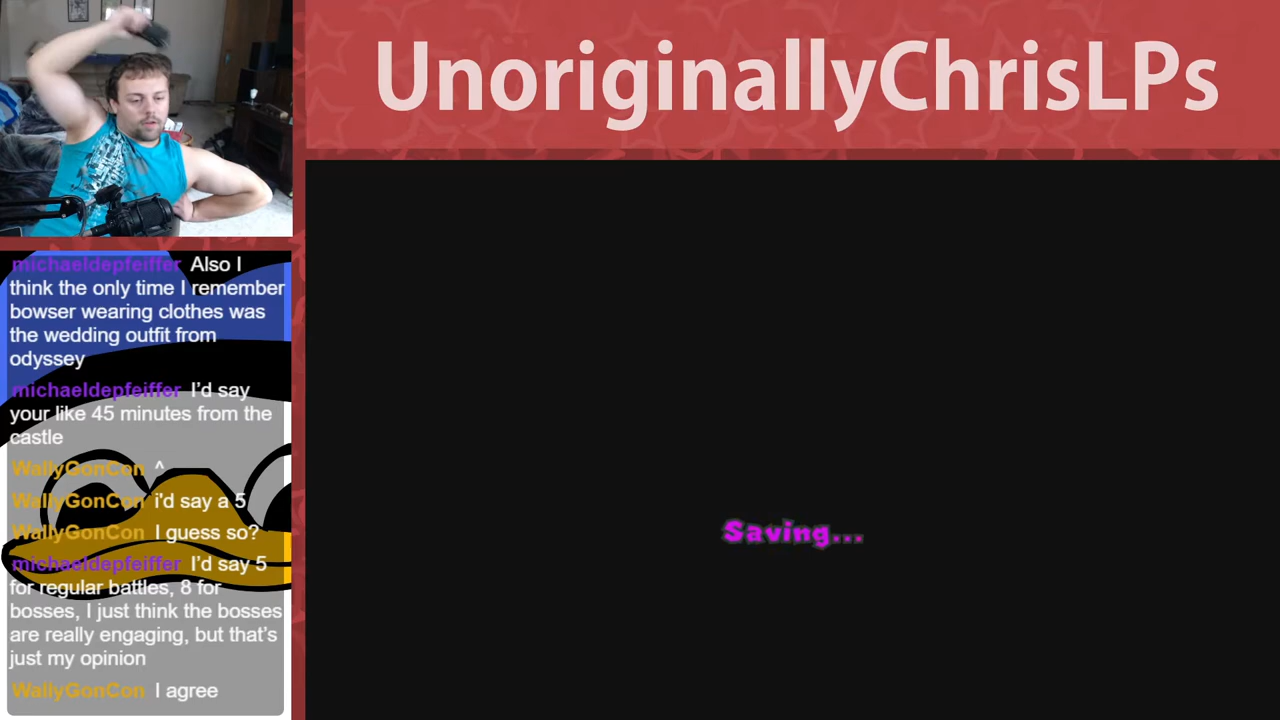 UnoriginallyChrisLPs
michaeldepfeiffer Also I
think the only time I remember
bowser wearing clothes was
the wedding outfit from
odyssey
michaeldepfeiffer I'd say
your like 45 minutes from the
castle
WallyGonCon ^
WallyGonCon i'd say a 5
WallyGonCon I guess so?
michaeldepfeiffer I'd say 5
for regular battles, 8 for
bosses, I just think the bosses
are really engaging, but that's
just my opinion
WallyGonCon I agree
Saving...